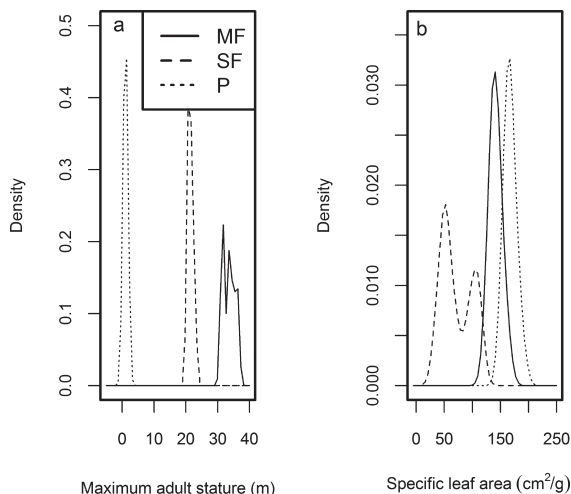 a
MF
SF
P
Density
0.0
0.1
0.2
0.3
0.4
0.5
0 10 20 30 40
Maximum adult stature (m)
b
Density
0.000
0.010
0.020
0.030
0 50 150 250
Specific leaf area (cm²/g)